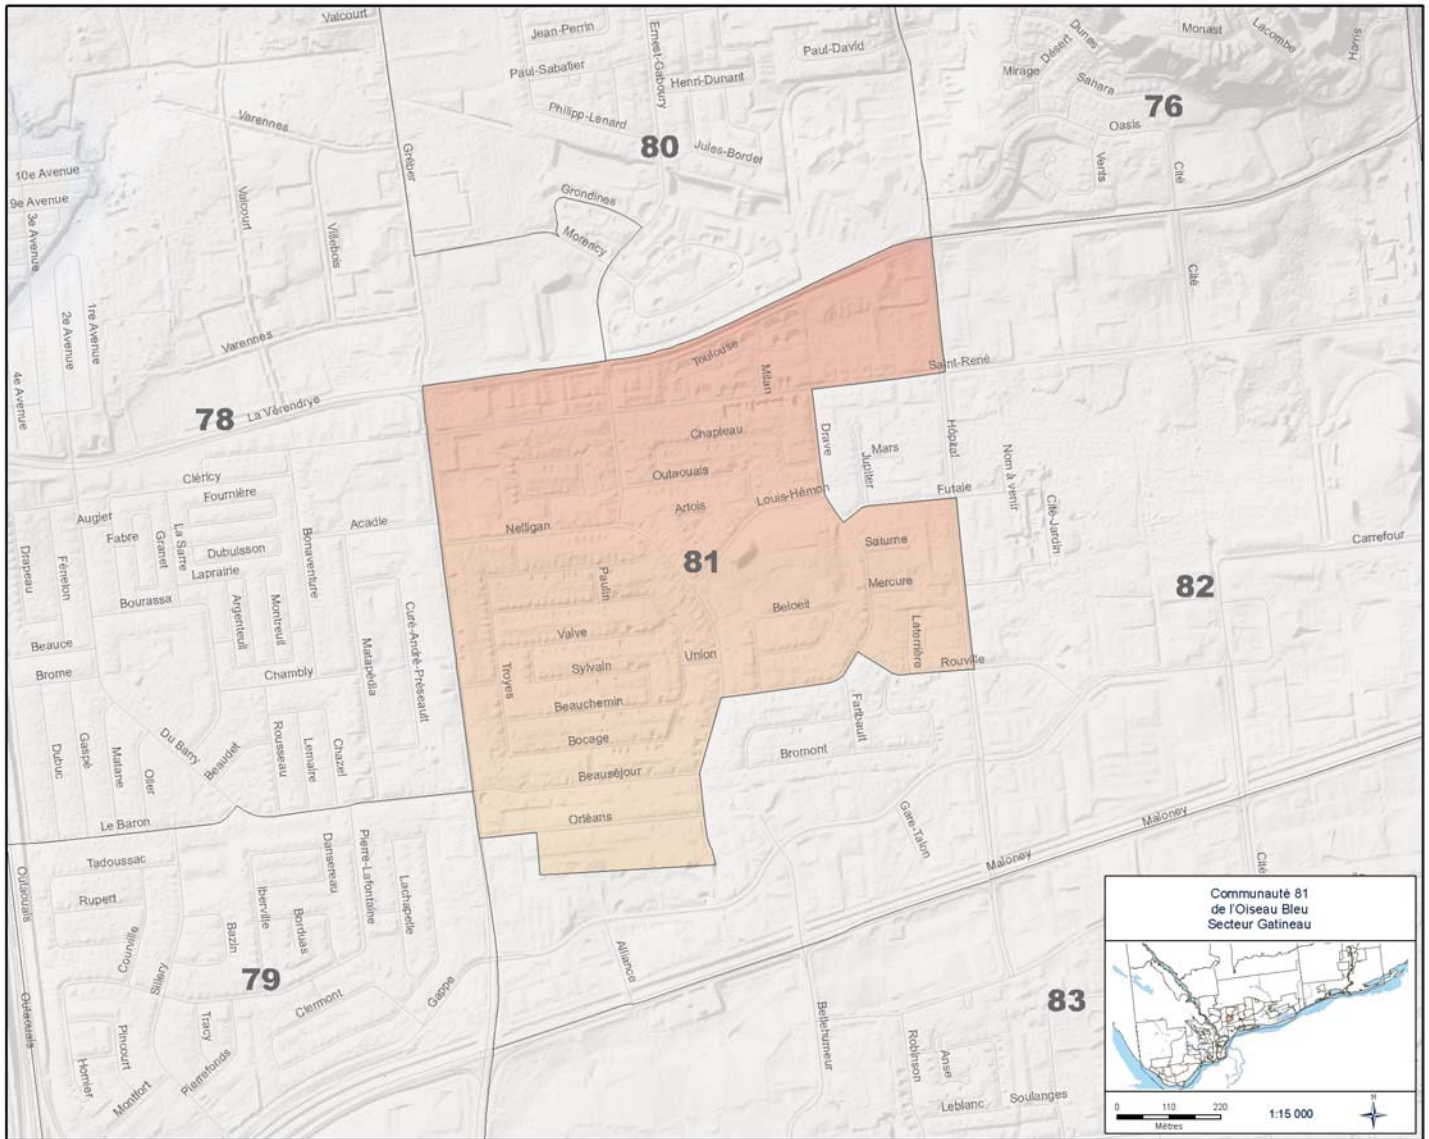 Valcourt
Jean-Perrin
Ernest-Gaboury
Paul-David
Dunes
Désert
Monast
Lacombe
Harris
Paul-Sabatier
Henri-Dunant
Mirage
Sahara
76
Varennes
Philipp-Lenard
Oasis
Gréber
80
Jules-Bordet
10e Avenue
Vents
Cité
9e Avenue
Valcourt
Grondines
3e Avenue
Villebois
Morency
Cité
2e Avenue
1re Avenue
Varennes
Toulouse
Saint-René
4e Avenue
Milan
78
La Vérendrye
Chapleau
Drave
Mars
Hôpital
Jupiter
Nom à venir
Cléricy
Outaouais
Fournière
Louis-Hémon
Futaie
Augier
Artois
Cité-Jardin
Fabre
Granet
La Sarre
Acadie
Nelligan
Bonaventure
Saturne
Carrefour
Drapeau
Fénelon
Dubuisson
Laprairie
81
Mercure
82
Bourassa
Argenteuil
Montreuil
Paulin
Beloeil
Curé-André-Préseault
Valve
Laterrière
Beauce
Matapédia
Union
Rouville
Brome
Chambly
Troyes
Sylvain
Beauchemin
Faribault
Du Barry
Bocage
Bromont
Dubuc
Gaspé
Matane
Olier
Beaudet
Rousseau
Lemaire
Chazel
Beauséjour
Le Baron
Orléans
Gare-Talon
Maloney
Tadoussac
Dansereau
Pierre-Lafontaine
Maloney
Cité
Outaouais
Rupert
Iberville
Lachapelle
Borduas
Courville
Bazin
Sillery
79
Alliance
Gappe
Clermont
83
Outaouais
Tracy
Pincourt
Bellehumeur
Robinson
Anse
Homier
Montfort
Pierrefonds
Leblanc
Soulanges
Communauté 81
de l'Oiseau Bleu
Secteur Gatineau
0 110 220
Mètres
1:15 000
N